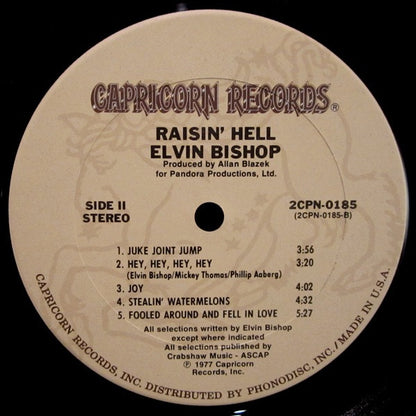 CAPRICORN RECORDS®
RAISIN' HELL
ELVIN BISHOP
Produced by Allan Blazek
for Pandora Productions, Ltd.
SIDE II
STEREO
2CPN-0185
(2CPN-0185-B)
1. JUKE JOINT JUMP 3:56
2. HEY, HEY, HEY, HEY 3:20
(Elvin Bishop/Mickey Thomas/Phillip Aaberg)
3. JOY 4:02
4. STEALIN' WATERMELONS 4:32
5. FOOLED AROUND AND FELL IN LOVE 5:27
All selections written by Elvin Bishop
except where indicated
All selections published by
Crabshaw Music - ASCAP
℗ 1977 Capricorn
Records, Inc.
CAPRICORN RECORDS, INC. DISTRIBUTED BY PHONODISC, INC./MADE IN U.S.A.